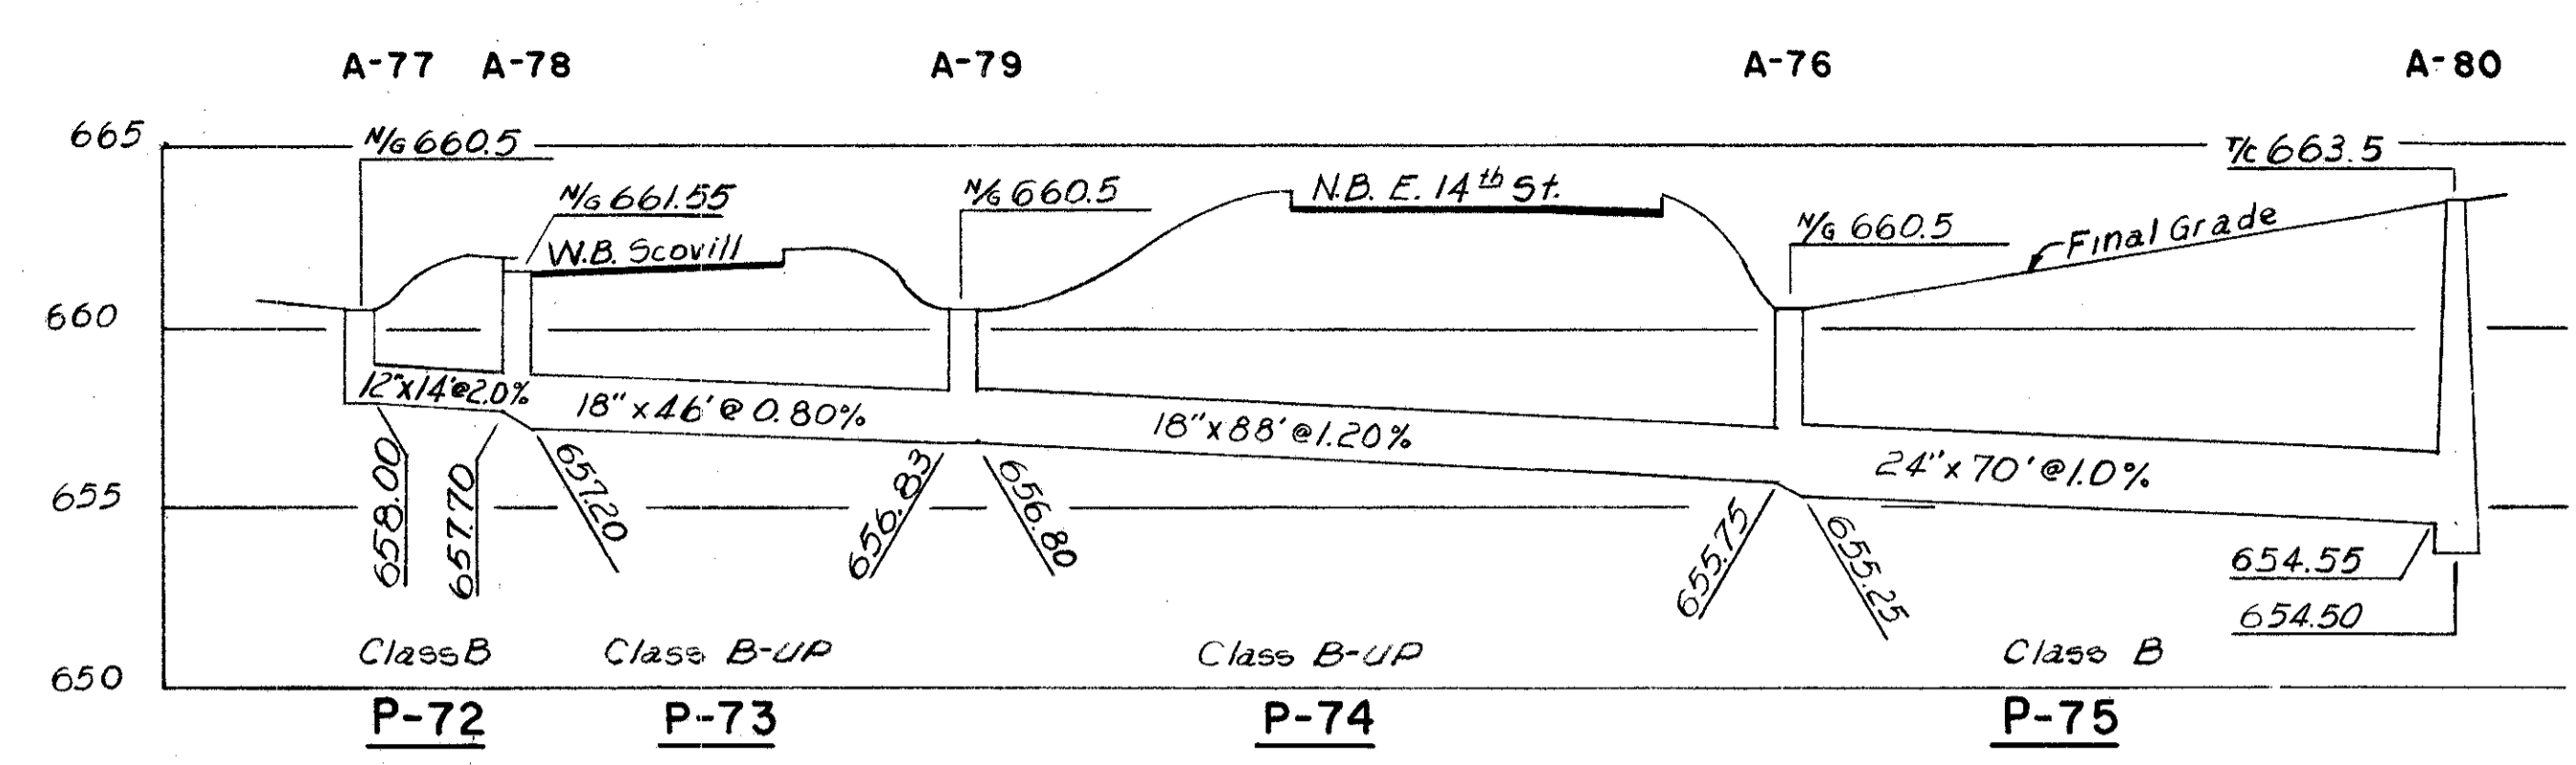 A-77 A-78 A-79 A-76 A-80
665
N/G 660.5
T/C 663.5
N/G 661.55
N/G 660.5
N.B. E. 14th St.
N/G 660.5
Final Grade
W.B. Scovill
660
12"x14'@2.0%
18" x 46' @ 0.80%
18"x88'@1.20%
24"x 70'@1.0%
655
658.00
657.70
657.20
656.83
656.80
655.75
655.25
654.55
654.50
Class B Class B-UP Class B-UP Class B
650
P-72 P-73 P-74 P-75